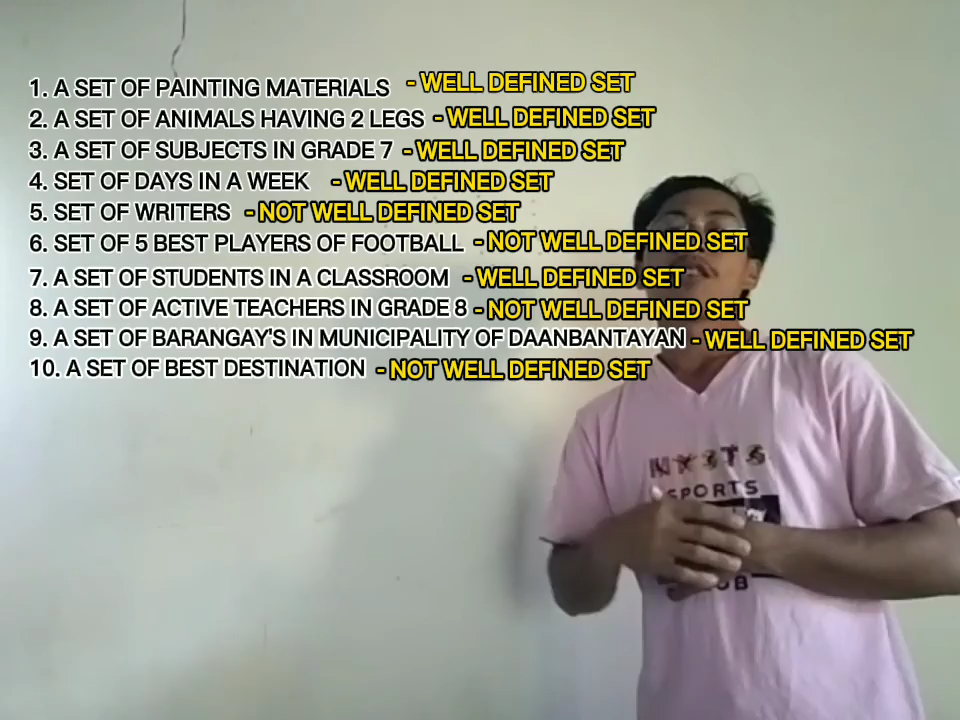 1. A SET OF PAINTING MATERIALS - WELL DEFINED SET
2. A SET OF ANIMALS HAVING 2 LEGS - WELL DEFINED SET
3. A SET OF SUBJECTS IN GRADE 7 - WELL DEFINED SET
4. SET OF DAYS IN A WEEK - WELL DEFINED SET
5. SET OF WRITERS - NOT WELL DEFINED SET
6. SET OF 5 BEST PLAYERS OF FOOTBALL - NOT WELL DEFINED SET
7. A SET OF STUDENTS IN A CLASSROOM - WELL DEFINED SET
8. A SET OF ACTIVE TEACHERS IN GRADE 8 - NOT WELL DEFINED SET
9. A SET OF BARANGAY'S IN MUNICIPALITY OF DAANBANTAYAN - WELL DEFINED SET
10. A SET OF BEST DESTINATION - NOT WELL DEFINED SET
SPORTS